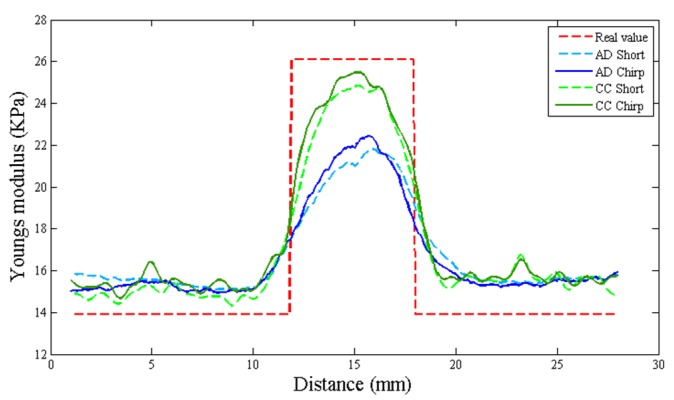 28
26
24
22
20
18
16
14
12
Youngs modulus (KPa)
Real value
AD Short
AD Chirp
CC Short
CC Chirp
0
5
10
15
20
25
30
Distance (mm)